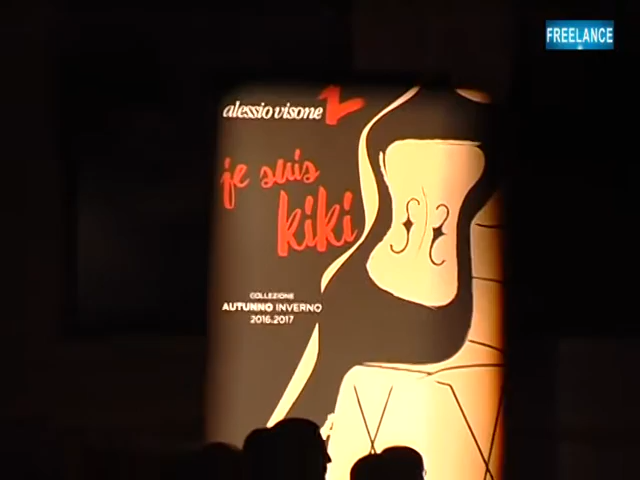 FREELANCE
alessio visone
je suis
kiki
COLLEZIONE
AUTUNNO INVERNO
2016.2017